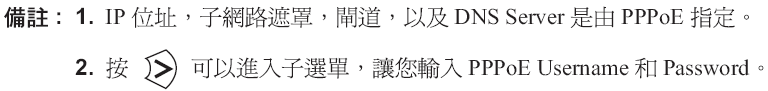 備註：1. IP 位址，子網路遮罩，閘道，以及 DNS Server 是由 PPPoE 指定。
2. 按 可以進入子選單，讓您輸入 PPPoE Username 和 Password。